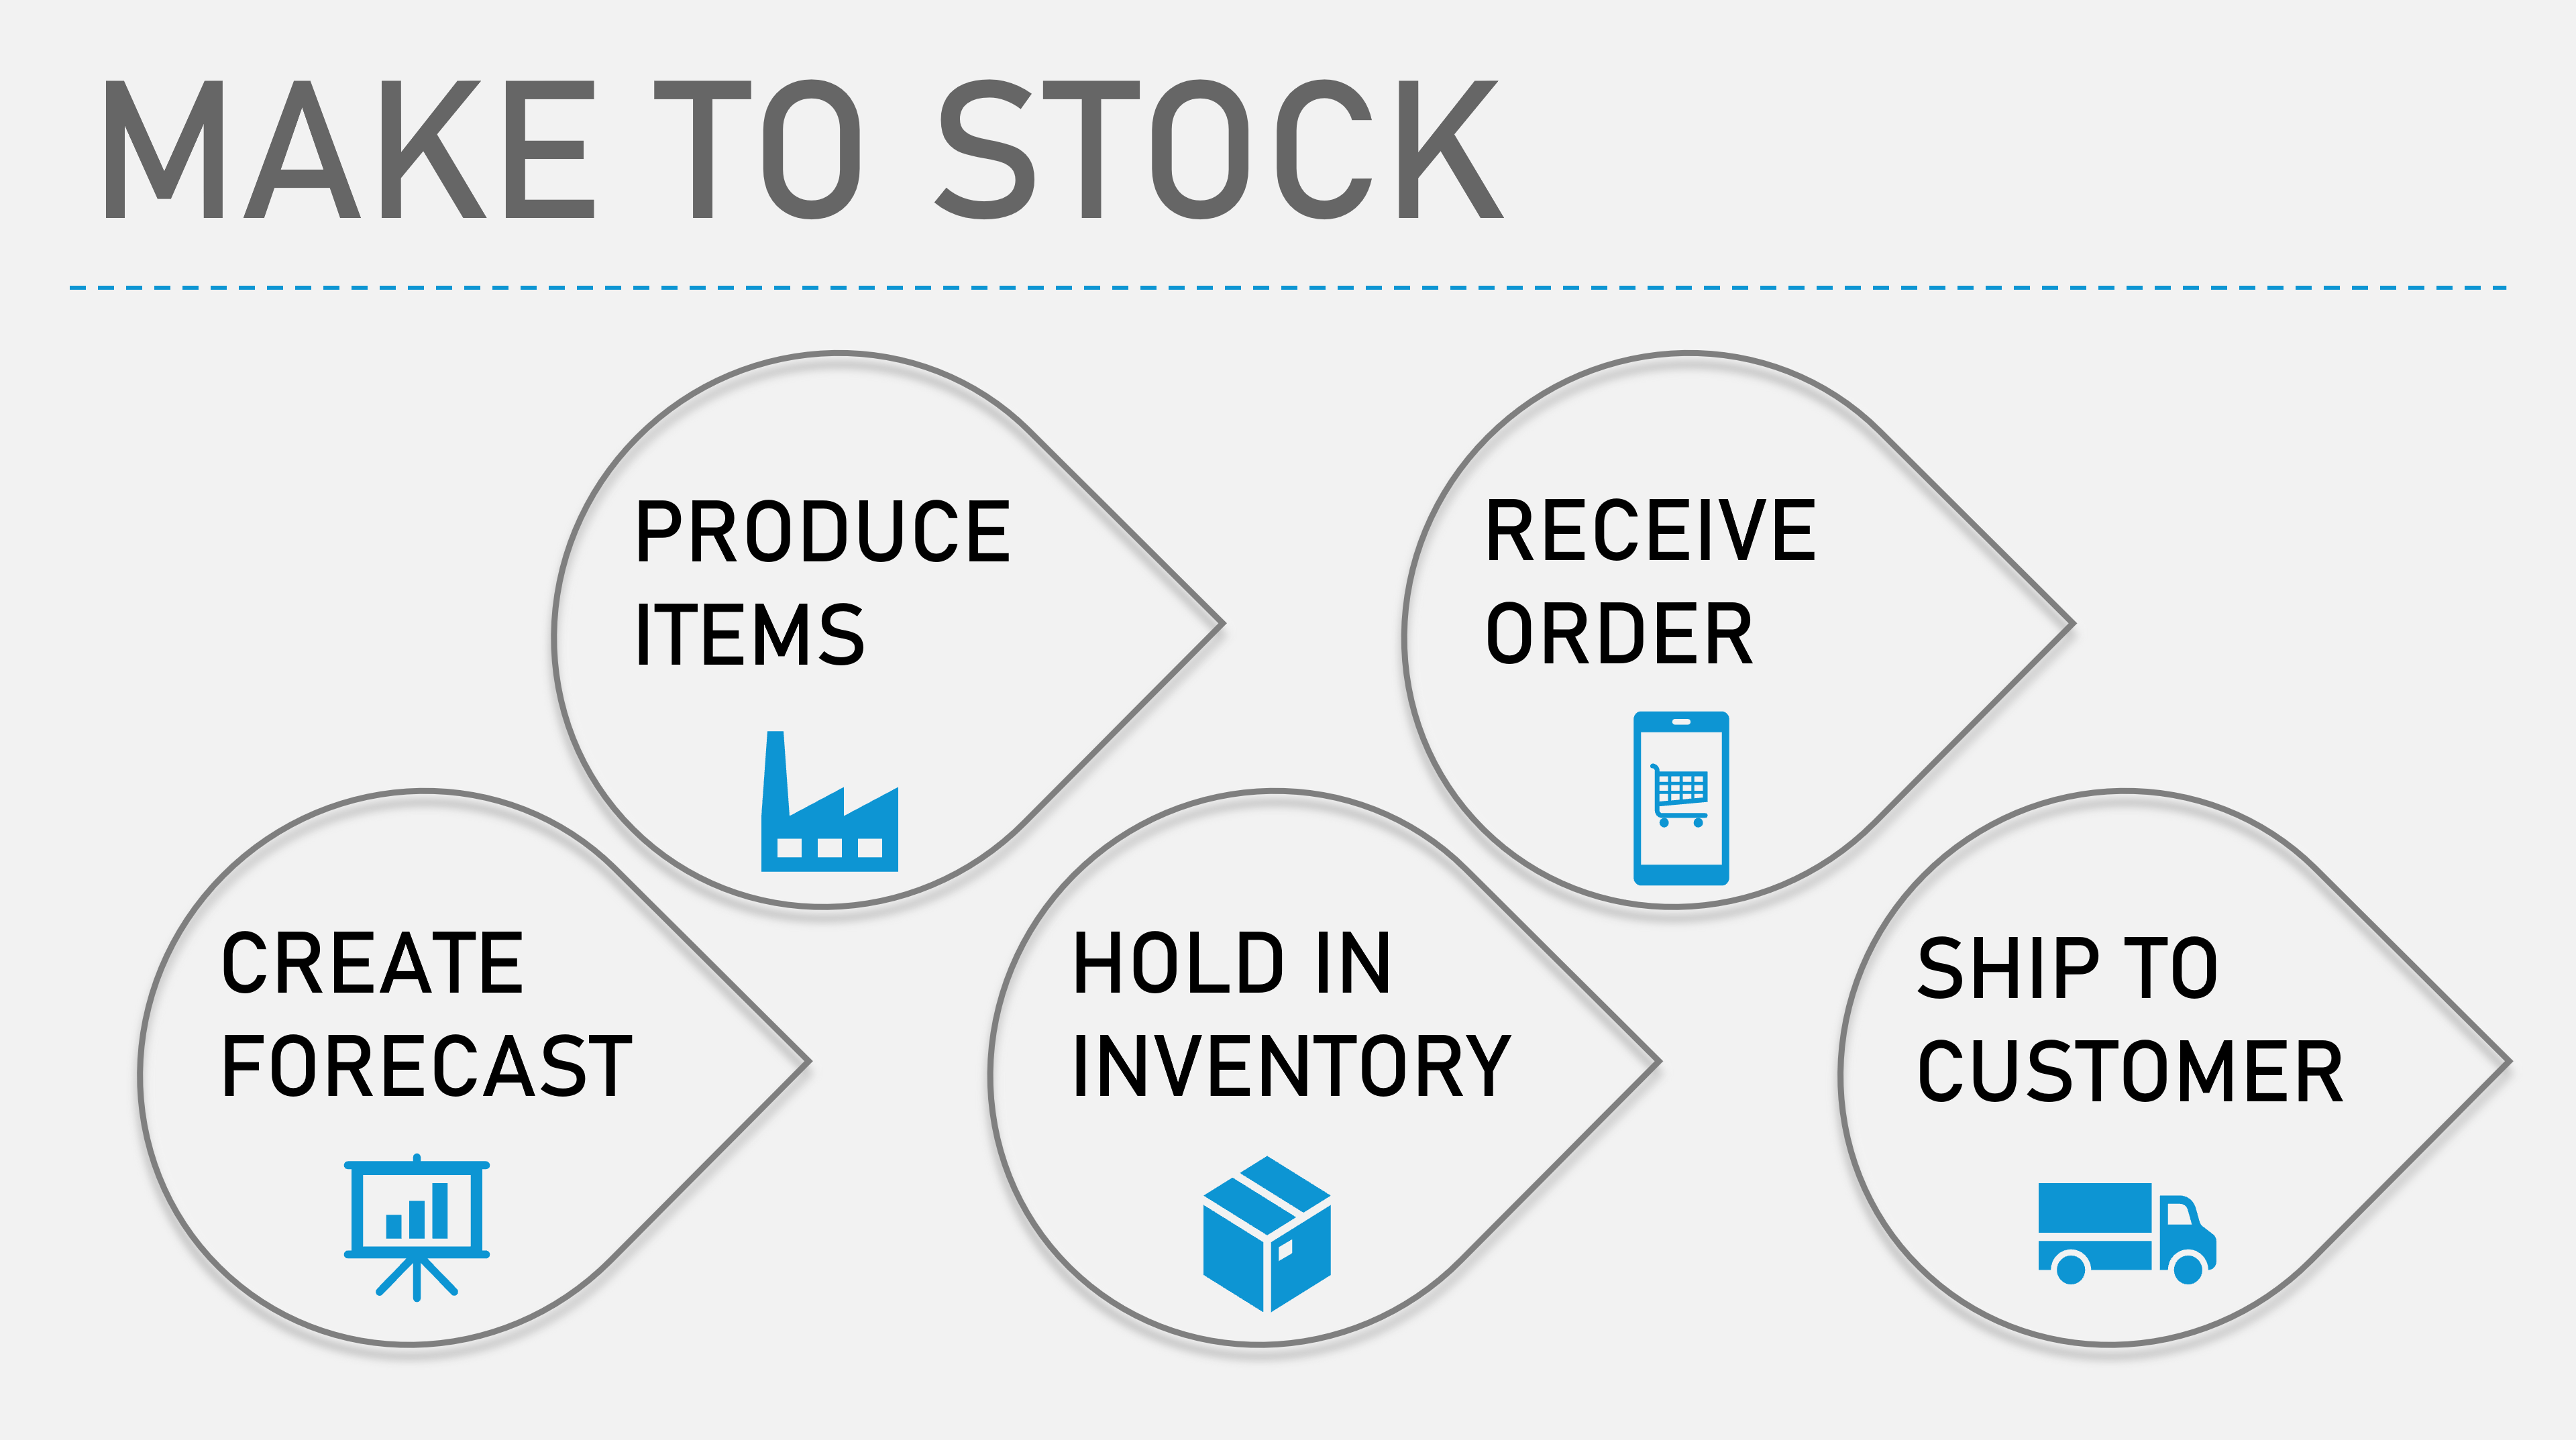 MAKE TO STOCK
CREATE
FORECAST
PRODUCE
ITEMS
HOLD IN
INVENTORY
RECEIVE
ORDER
SHIP TO
CUSTOMER